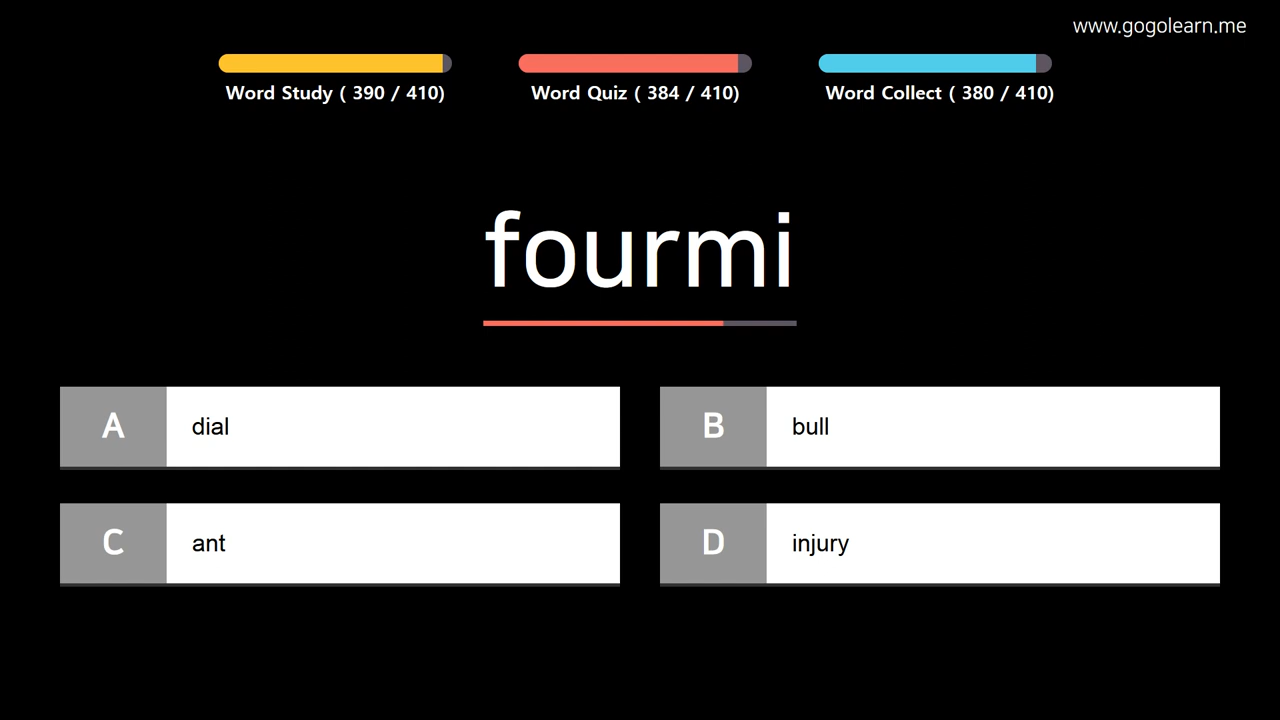 www.gogolearn.me
Word Study ( 390 / 410)
Word Quiz ( 384 / 410)
Word Collect ( 380 / 410)
fourmi
A dial
B bull
C ant
D injury